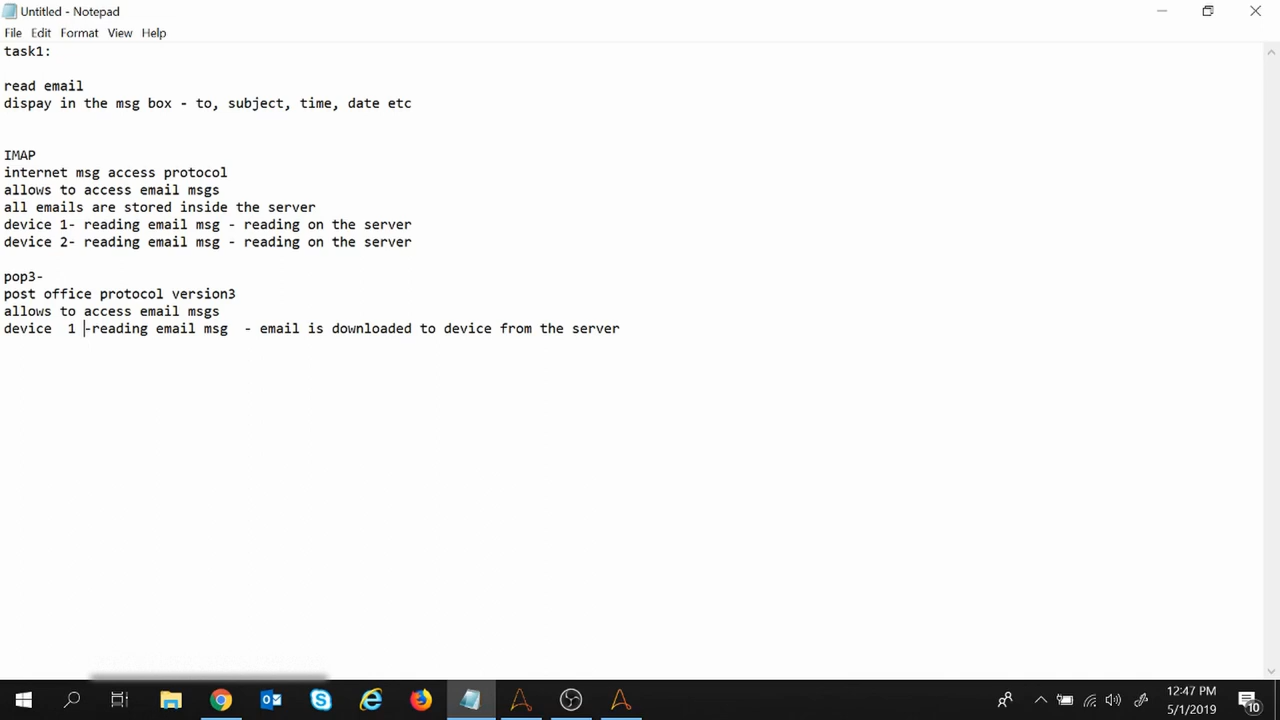 Untitled - Notepad
File Edit Format View Help
task1:
read email
dispay in the msg box - to, subject, time, date etc
IMAP
internet msg access protocol
allows to access email msgs
all emails are stored inside the server
device 1- reading email msg - reading on the server
device 2- reading email msg - reading on the server
pop3-
post office protocol version3
allows to access email msgs
device  1 -reading email msg  - email is downloaded to device from the server
12:47 PM
5/1/2019
10